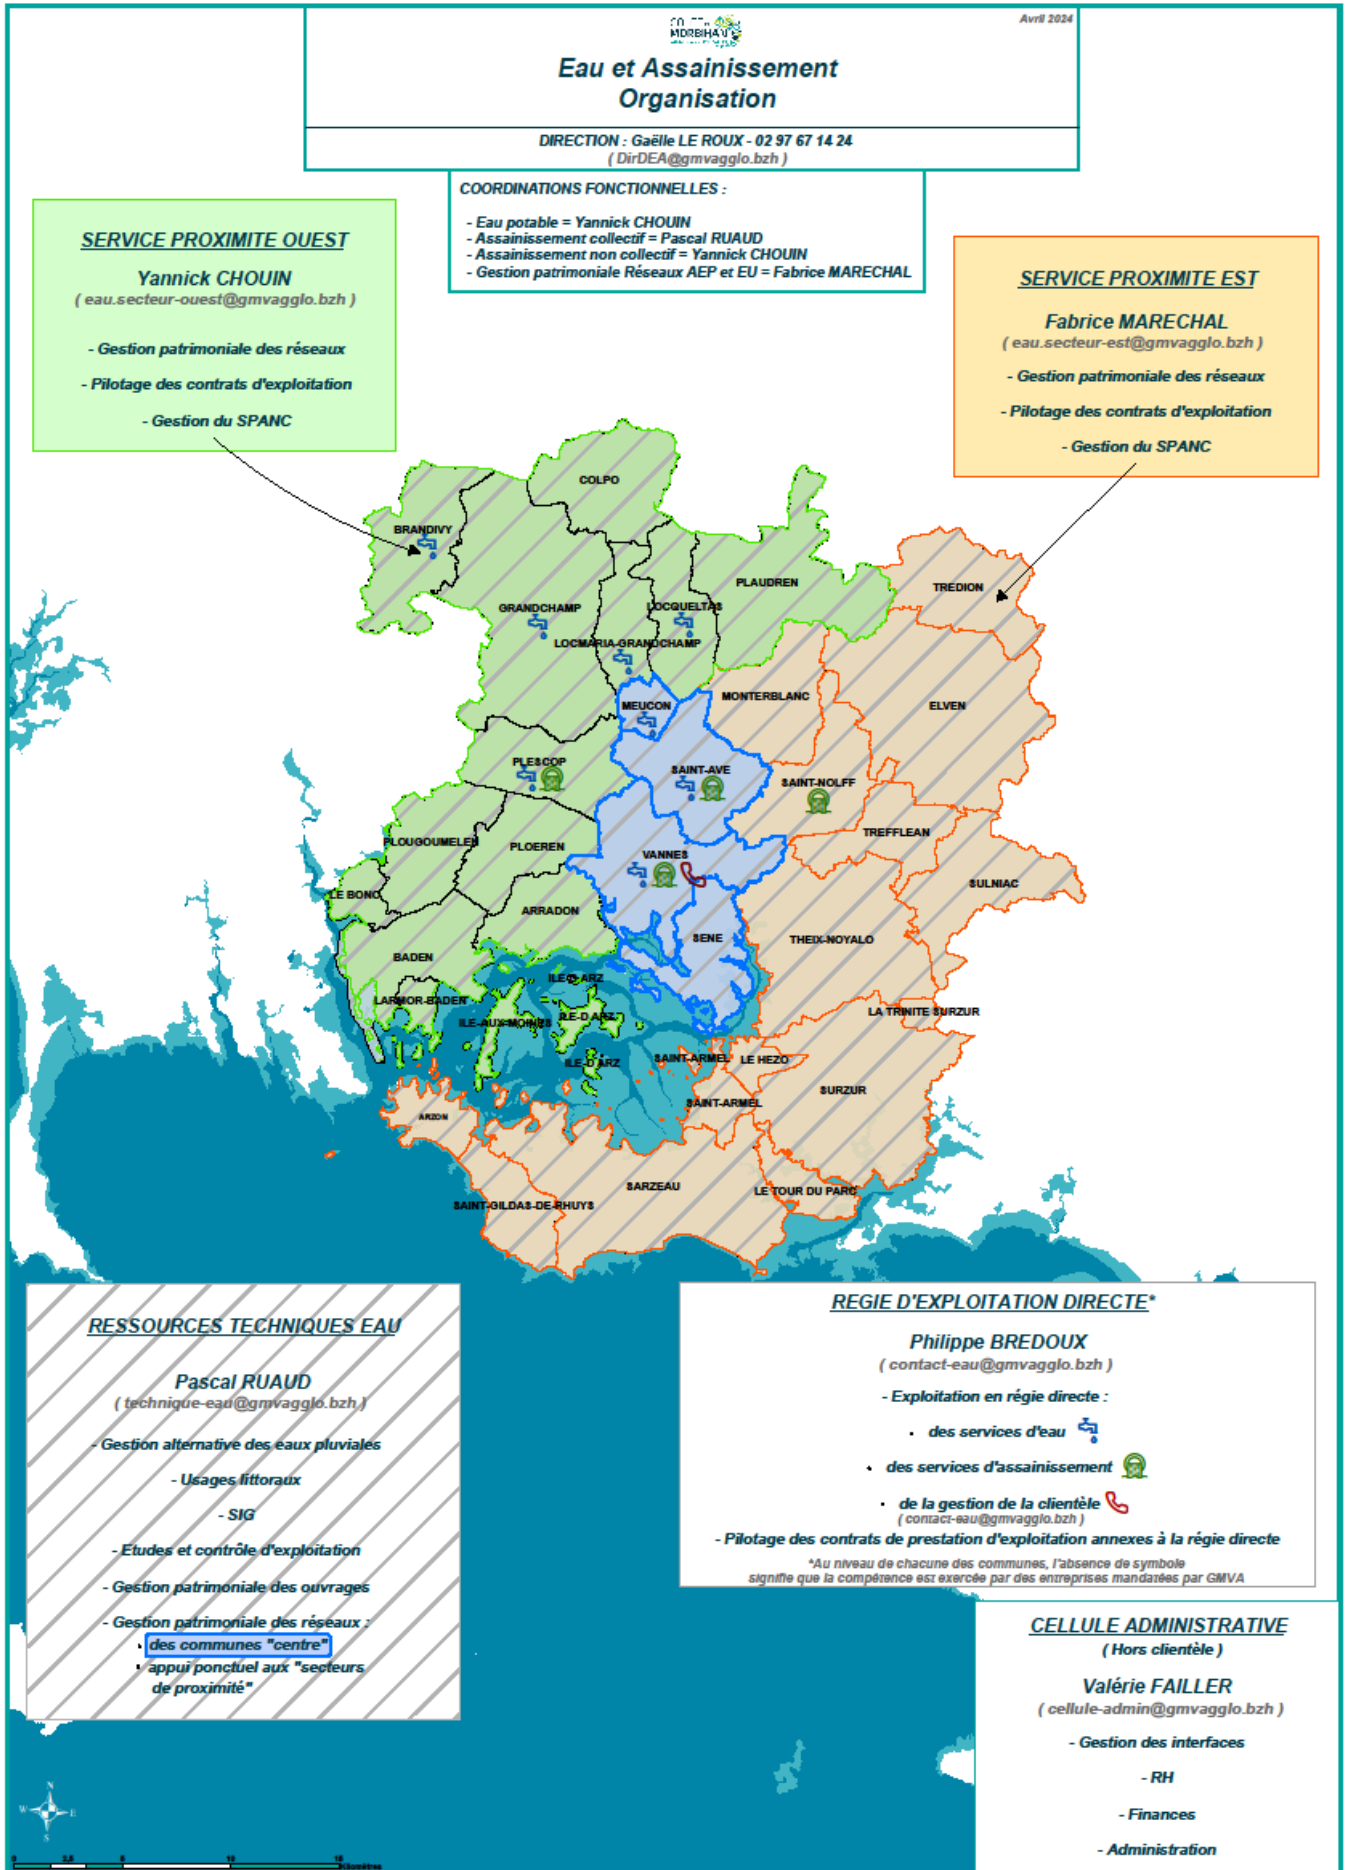 MORBIHAN
Avril 2024
Eau et Assainissement
Organisation
DIRECTION : Gaëlle LE ROUX - 02 97 67 14 24
( DirDEA@gmvagglo.bzh )
COORDINATIONS FONCTIONNELLES :
- Eau potable = Yannick CHOUIN
- Assainissement collectif = Pascal RUAUD
- Assainissement non collectif = Yannick CHOUIN
- Gestion patrimoniale Réseaux AEP et EU = Fabrice MARECHAL
SERVICE PROXIMITE OUEST
Yannick CHOUIN
( eau.secteur-ouest@gmvagglo.bzh )
- Gestion patrimoniale des réseaux
- Pilotage des contrats d'exploitation
- Gestion du SPANC
SERVICE PROXIMITE EST
Fabrice MARECHAL
( eau.secteur-est@gmvagglo.bzh )
- Gestion patrimoniale des réseaux
- Pilotage des contrats d'exploitation
- Gestion du SPANC
COLPO
BRANDIVY
PLAUDREN
TREDION
GRANDCHAMP
LOCQUELTAS
LOCMARIA-GRANDCHAMP
MONTERBLANC
MEUCON
ELVEN
PLESCOP
SAINT-AVE
SAINT-NOLFF
TREFFLEAN
PLOUGOUMELEN
PLOEREN
VANNES
SULNIAC
LE BONO
ARRADON
SENE
THEIX-NOYALO
BADEN
ILE-D-ARZ
LARMOR-BADEN
ILE-AUX-MOINES
ILE-D-ARZ
LA TRINITE SURZUR
ILE-D-ARZ
SAINT-ARMEL
LE HEZO
SURZUR
SAINT-ARMEL
ARZON
SARZEAU
LE TOUR DU PARC
SAINT-GILDAS-DE-RHUYS
RESSOURCES TECHNIQUES EAU
Pascal RUAUD
( technique-eau@gmvagglo.bzh )
- Gestion alternative des eaux pluviales
- Usages littoraux
- SIG
- Etudes et contrôle d'exploitation
- Gestion patrimoniale des ouvrages
- Gestion patrimoniale des réseaux :
. des communes "centre"
. appui ponctuel aux "secteurs
de proximité"
REGIE D'EXPLOITATION DIRECTE*
Philippe BREDOUX
( contact-eau@gmvagglo.bzh )
- Exploitation en régie directe :
. des services d'eau
. des services d'assainissement
. de la gestion de la clientèle
( contact-eau@gmvagglo.bzh )
- Pilotage des contrats de prestation d'exploitation annexes à la régie directe
*Au niveau de chacune des communes, l'absence de symbole
signifie que la compétence est exercée par des entreprises mandatées par GMVA
CELLULE ADMINISTRATIVE
( Hors clientèle )
Valérie FAILLER
( cellule-admin@gmvagglo.bzh )
- Gestion des interfaces
- RH
- Finances
- Administration
N
W E
S
0 2,5 5 10 15
Kilomètres